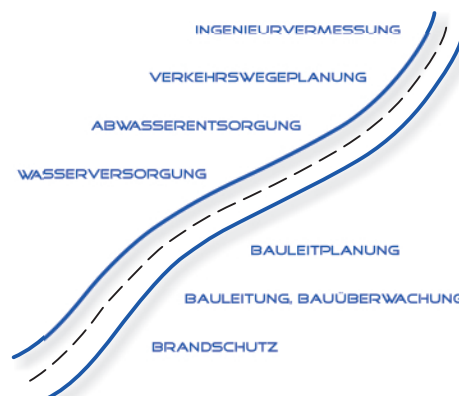 INGENIEURVERMESSUNG
VERKEHRSWEGEPLANUNG
ABWASSERENTSORGUNG
WASSERVERSORGUNG
BAULEITPLANUNG
BAULEITUNG, BAUÜBERWACHUNG
BRANDSCHUTZ